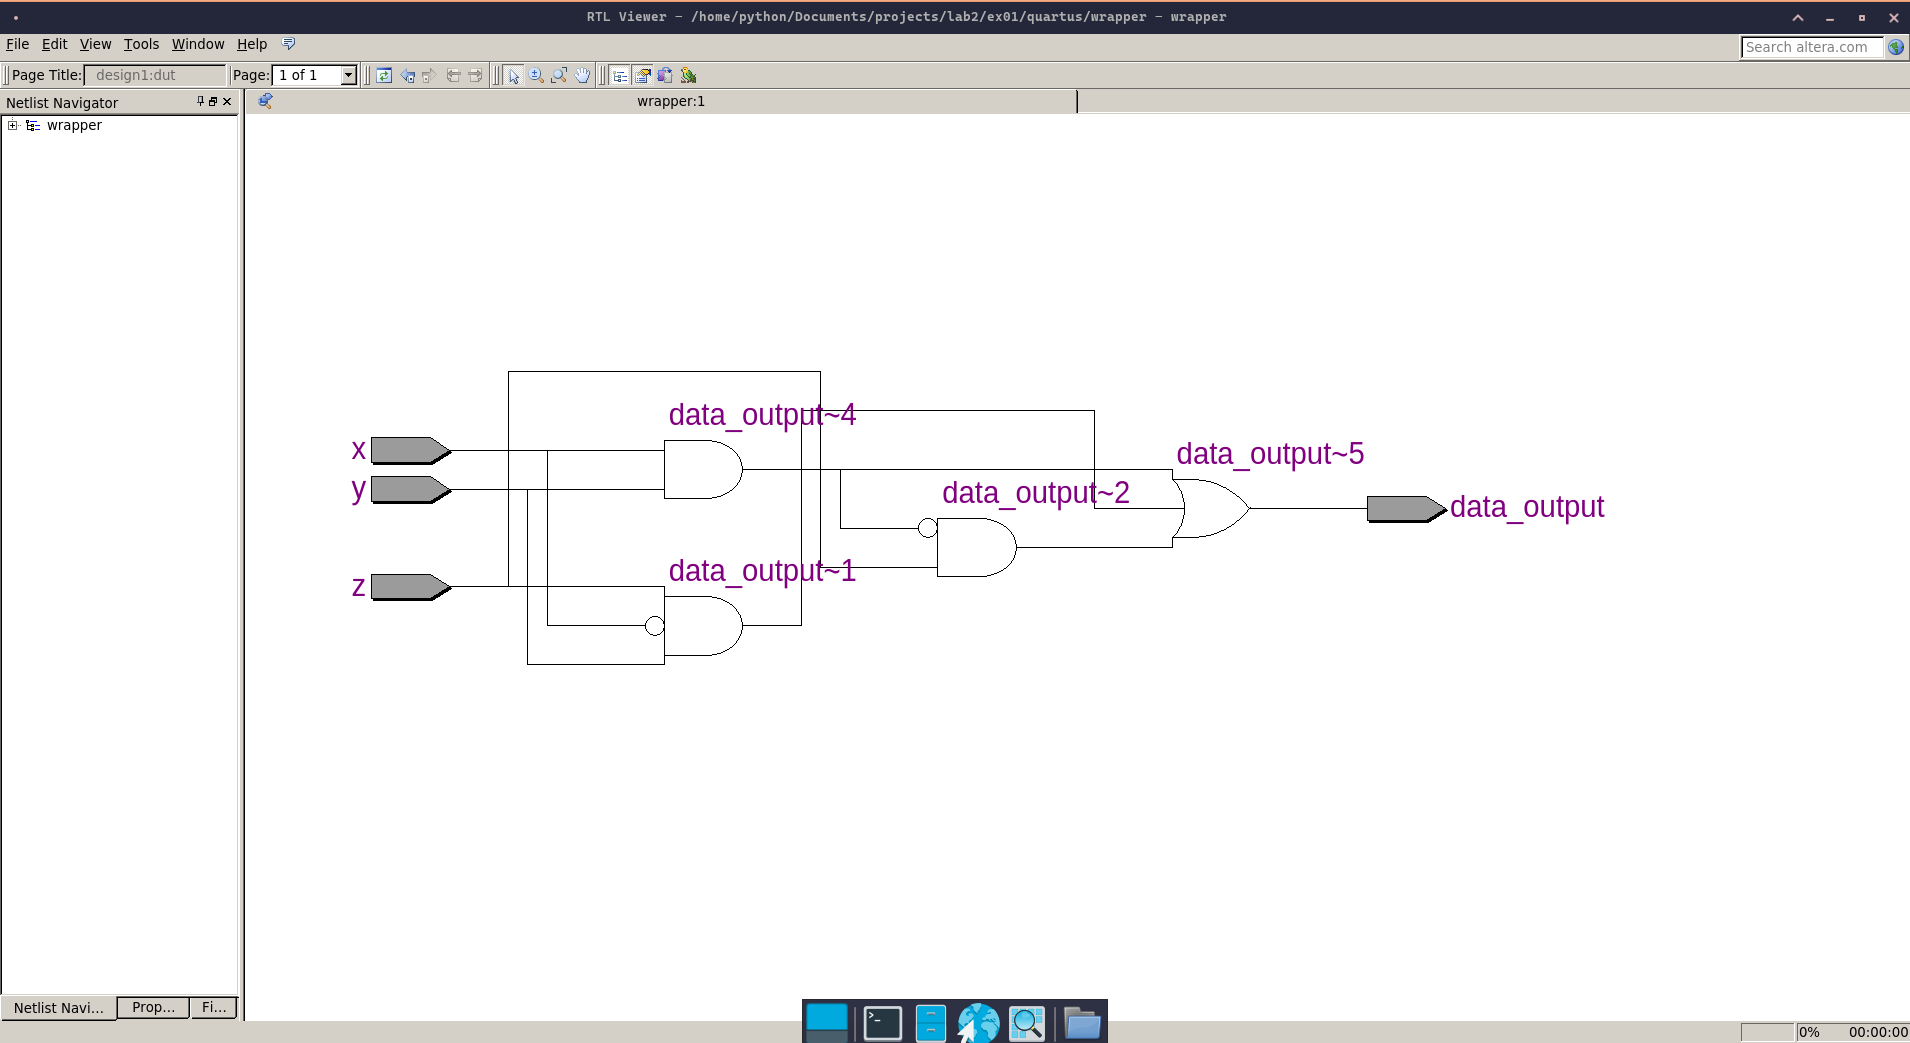 RTL Viewer - /home/python/Documents/projects/lab2/ex01/quartus/wrapper - wrapper
File Edit View Tools Window Help
Search altera.com
Page Title: design1:dut Page: 1 of 1
Netlist Navigator
wrapper:1
wrapper
data_output~4
x
data_output~5
y
data_output~2
data_output
data_output~1
z
Netlist Navi... Prop... Fi...
0% 00:00:00